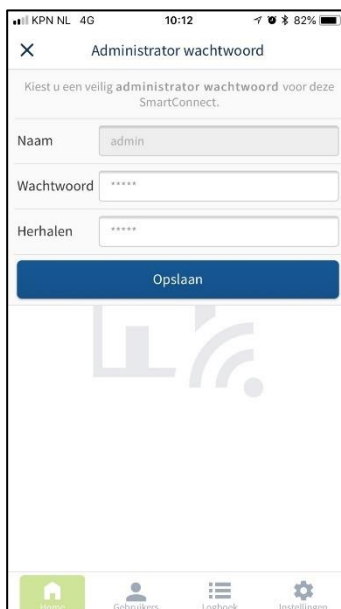 KPN NL 4G 10:12 82%
Administrator wachtwoord
Kiest u een veilig administrator wachtwoord voor deze
SmartConnect.
Naam admin
Wachtwoord *****
Herhalen *****
Opslaan
Home Gebruikers Logboek Instellingen